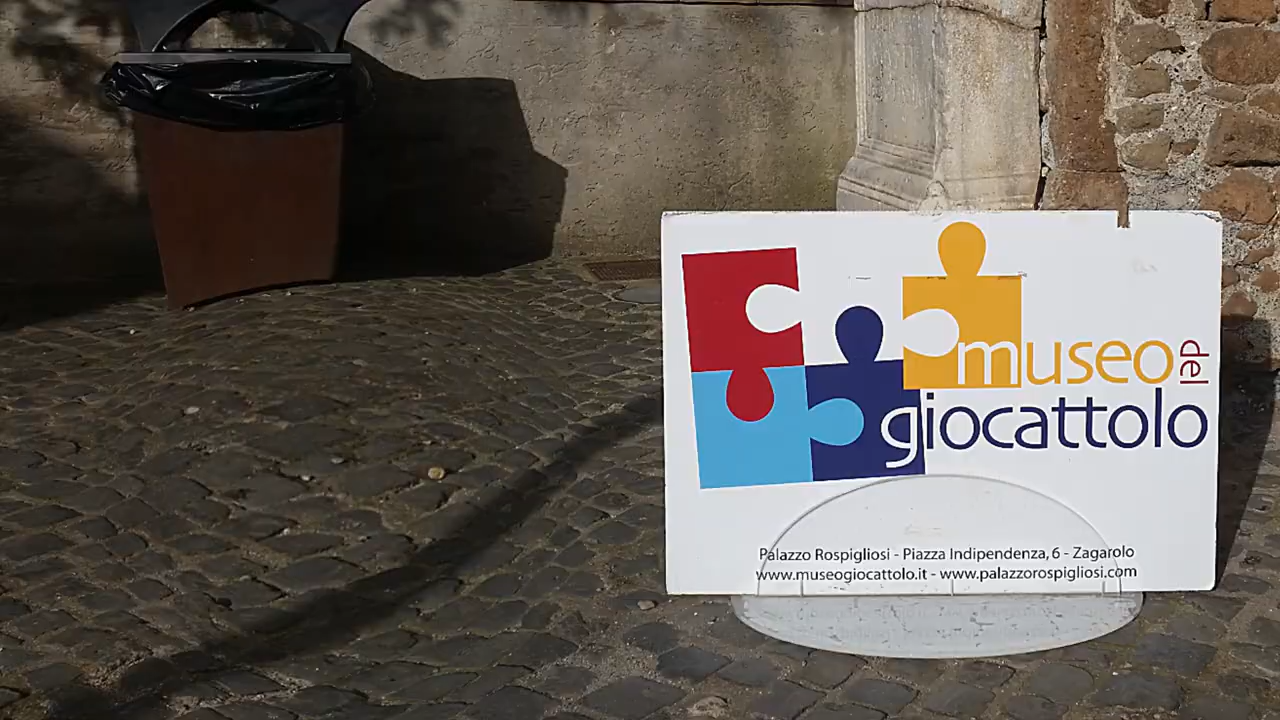 museo del
giocattolo
Palazzo Rospigliosi - Piazza Indipendenza, 6 - Zagarolo
www.museogiocattolo.it - www.palazzorospigliosi.com